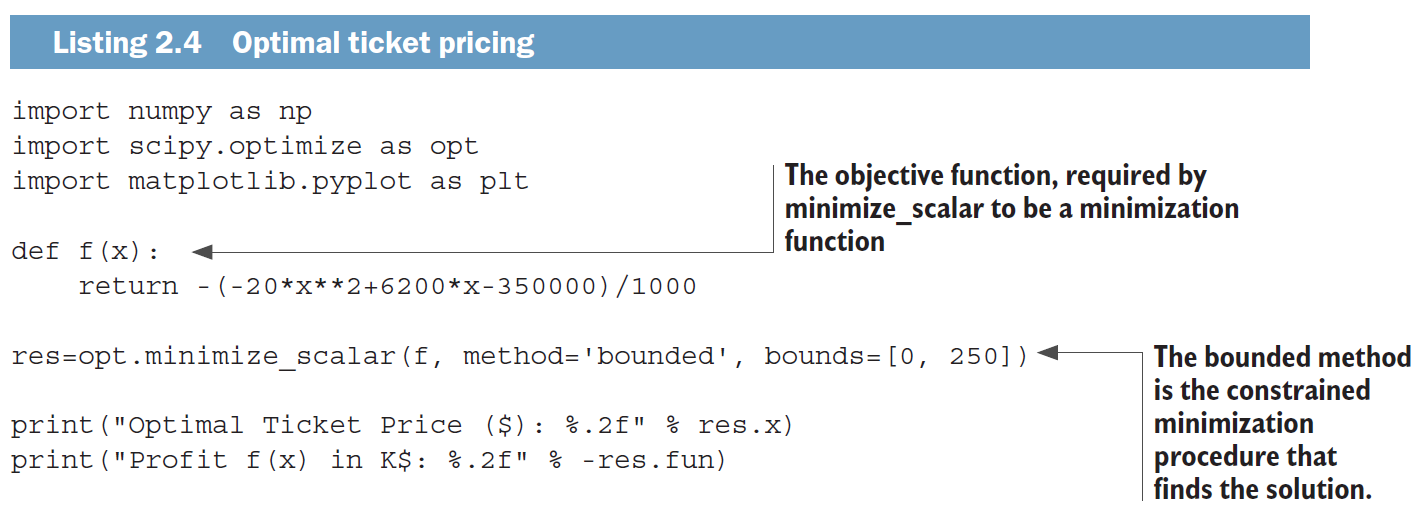 Listing 2.4 Optimal ticket pricing
import numpy as np
import scipy.optimize as opt
import matplotlib.pyplot as plt
The objective function, required by
minimize_scalar to be a minimization
function
def f(x):
    return -(-20*x**2+6200*x-350000)/1000
res=opt.minimize_scalar(f, method='bounded', bounds=[0, 250])
The bounded method
is the constrained
minimization
procedure that
finds the solution.
print("Optimal Ticket Price ($): %.2f" % res.x)
print("Profit f(x) in K$: %.2f" % -res.fun)